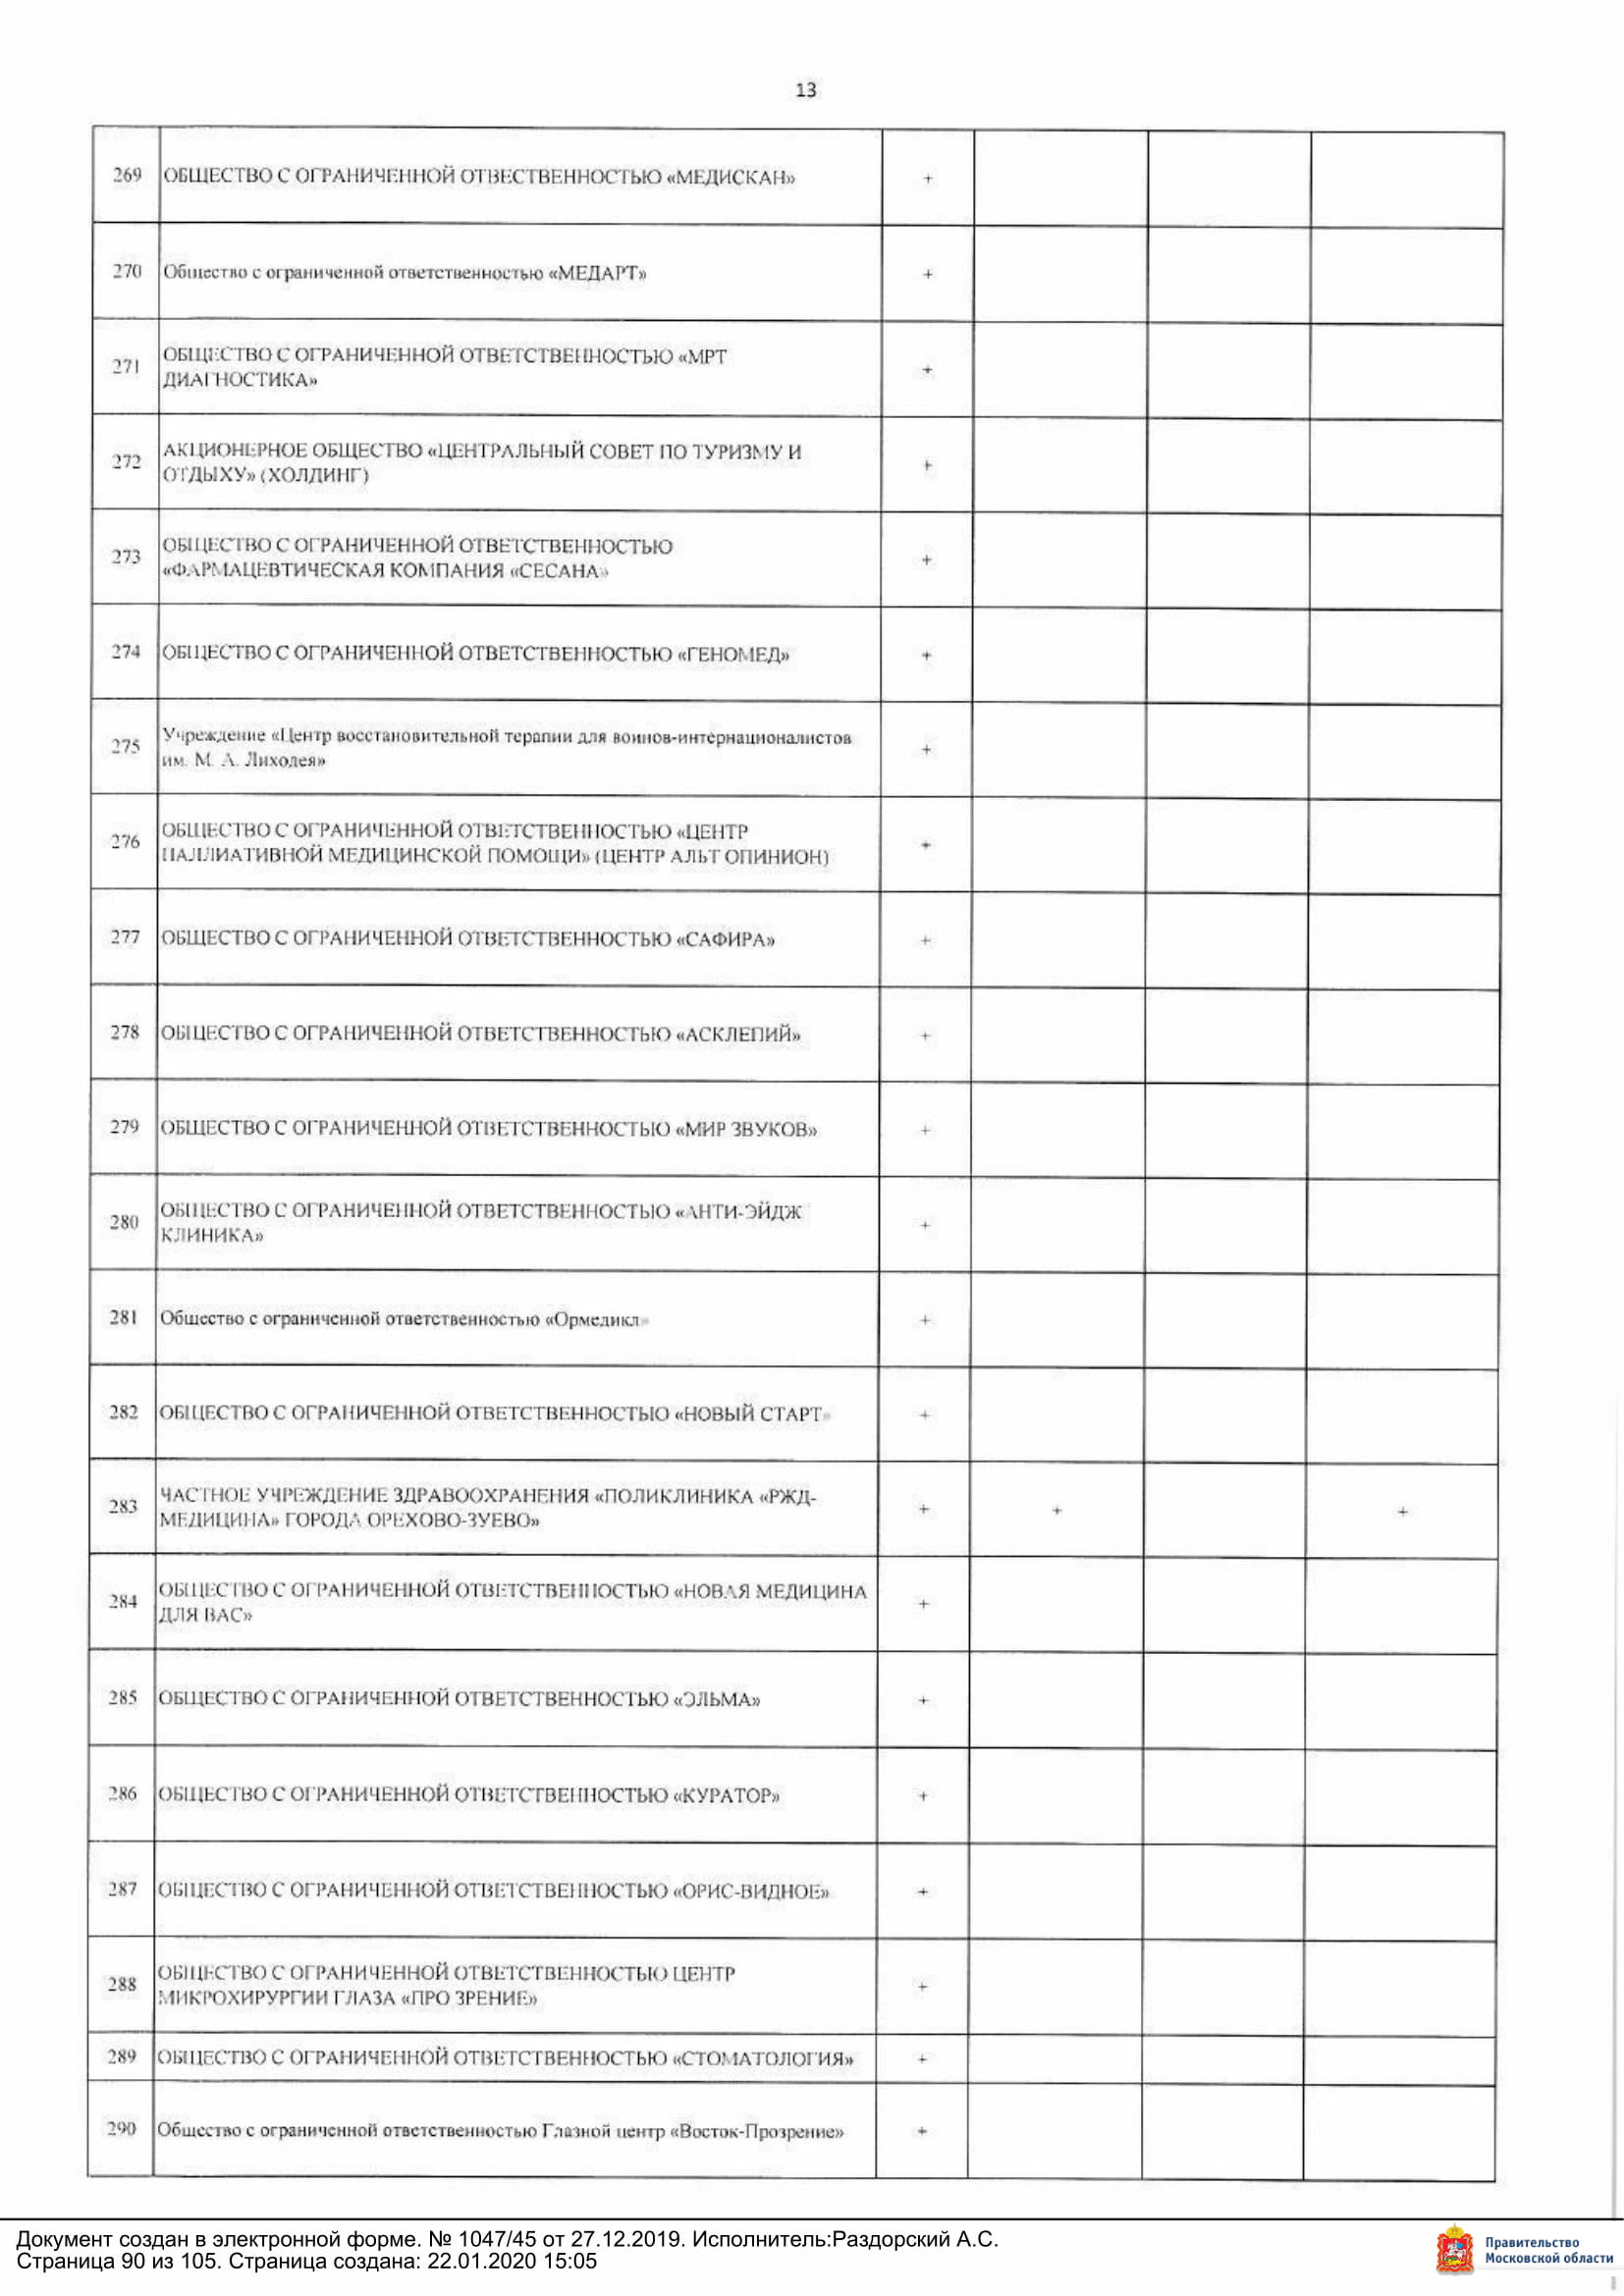 13
269 ОБЩЕСТВО С ОГРАНИЧЕННОЙ ОТВЕСТВЕННОСТЬЮ «МЕДИСКАН» +
270 Общество с ограниченной ответственностью «МЕДАРТ» +
271 ОБЩЕСТВО С ОГРАНИЧЕННОЙ ОТВЕТСТВЕННОСТЬЮ «МРТ
ДИАГНОСТИКА» +
272 АКЦИОНЕРНОЕ ОБЩЕСТВО «ЦЕНТРАЛЬНЫЙ СОВЕТ ПО ТУРИЗМУ И
ОТДЫХУ» (ХОЛДИНГ) +
273 ОБЩЕСТВО С ОГРАНИЧЕННОЙ ОТВЕТСТВЕННОСТЬЮ
«ФАРМАЦЕВТИЧЕСКАЯ КОМПАНИЯ «СЕСАНА» +
274 ОБЩЕСТВО С ОГРАНИЧЕННОЙ ОТВЕТСТВЕННОСТЬЮ «ГЕНОМЕД» +
275 Учреждение «Центр восстановительной терапии для воинов-интернационалистов
им. М. А. Лиходея» +
276 ОБЩЕСТВО С ОГРАНИЧЕННОЙ ОТВЕТСТВЕННОСТЬЮ «ЦЕНТР
ПАЛЛИАТИВНОЙ МЕДИЦИНСКОЙ ПОМОЩИ» (ЦЕНТР АЛЬТ ОПИНИОН) +
277 ОБЩЕСТВО С ОГРАНИЧЕННОЙ ОТВЕТСТВЕННОСТЬЮ «САФИРА» +
278 ОБЩЕСТВО С ОГРАНИЧЕННОЙ ОТВЕТСТВЕННОСТЬЮ «АСКЛЕПИЙ» +
279 ОБЩЕСТВО С ОГРАНИЧЕННОЙ ОТВЕТСТВЕННОСТЬЮ «МИР ЗВУКОВ» +
280 ОБЩЕСТВО С ОГРАНИЧЕННОЙ ОТВЕТСТВЕННОСТЬЮ «АНТИ-ЭЙДЖ
КЛИНИКА» +
281 Общество с ограниченной ответственностью «Ормедикл» +
282 ОБЩЕСТВО С ОГРАНИЧЕННОЙ ОТВЕТСТВЕННОСТЬЮ «НОВЫЙ СТАРТ» +
283 ЧАСТНОЕ УЧРЕЖДЕНИЕ ЗДРАВООХРАНЕНИЯ «ПОЛИКЛИНИКА «РЖД-
МЕДИЦИНА» ГОРОДА ОРЕХОВО-ЗУЕВО» + + +
284 ОБЩЕСТВО С ОГРАНИЧЕННОЙ ОТВЕТСТВЕННОСТЬЮ «НОВАЯ МЕДИЦИНА
ДЛЯ ВАС» +
285 ОБЩЕСТВО С ОГРАНИЧЕННОЙ ОТВЕТСТВЕННОСТЬЮ «ЭЛЬМА» +
286 ОБЩЕСТВО С ОГРАНИЧЕННОЙ ОТВЕТСТВЕННОСТЬЮ «КУРАТОР» +
287 ОБЩЕСТВО С ОГРАНИЧЕННОЙ ОТВЕТСТВЕННОСТЬЮ «ОРИС-ВИДНОЕ» +
288 ОБЩЕСТВО С ОГРАНИЧЕННОЙ ОТВЕТСТВЕННОСТЬЮ ЦЕНТР
МИКРОХИРУРГИИ ГЛАЗА «ПРО ЗРЕНИЕ» +
289 ОБЩЕСТВО С ОГРАНИЧЕННОЙ ОТВЕТСТВЕННОСТЬЮ «СТОМАТОЛОГИЯ» +
290 Общество с ограниченной ответственностью Глазной центр «Восток-Прозрение» +
Документ создан в электронной форме. № 1047/45 от 27.12.2019. Исполнитель:Раздорский А.С.
Страница 90 из 105. Страница создана: 22.01.2020 15:05
Правительство
Московской области